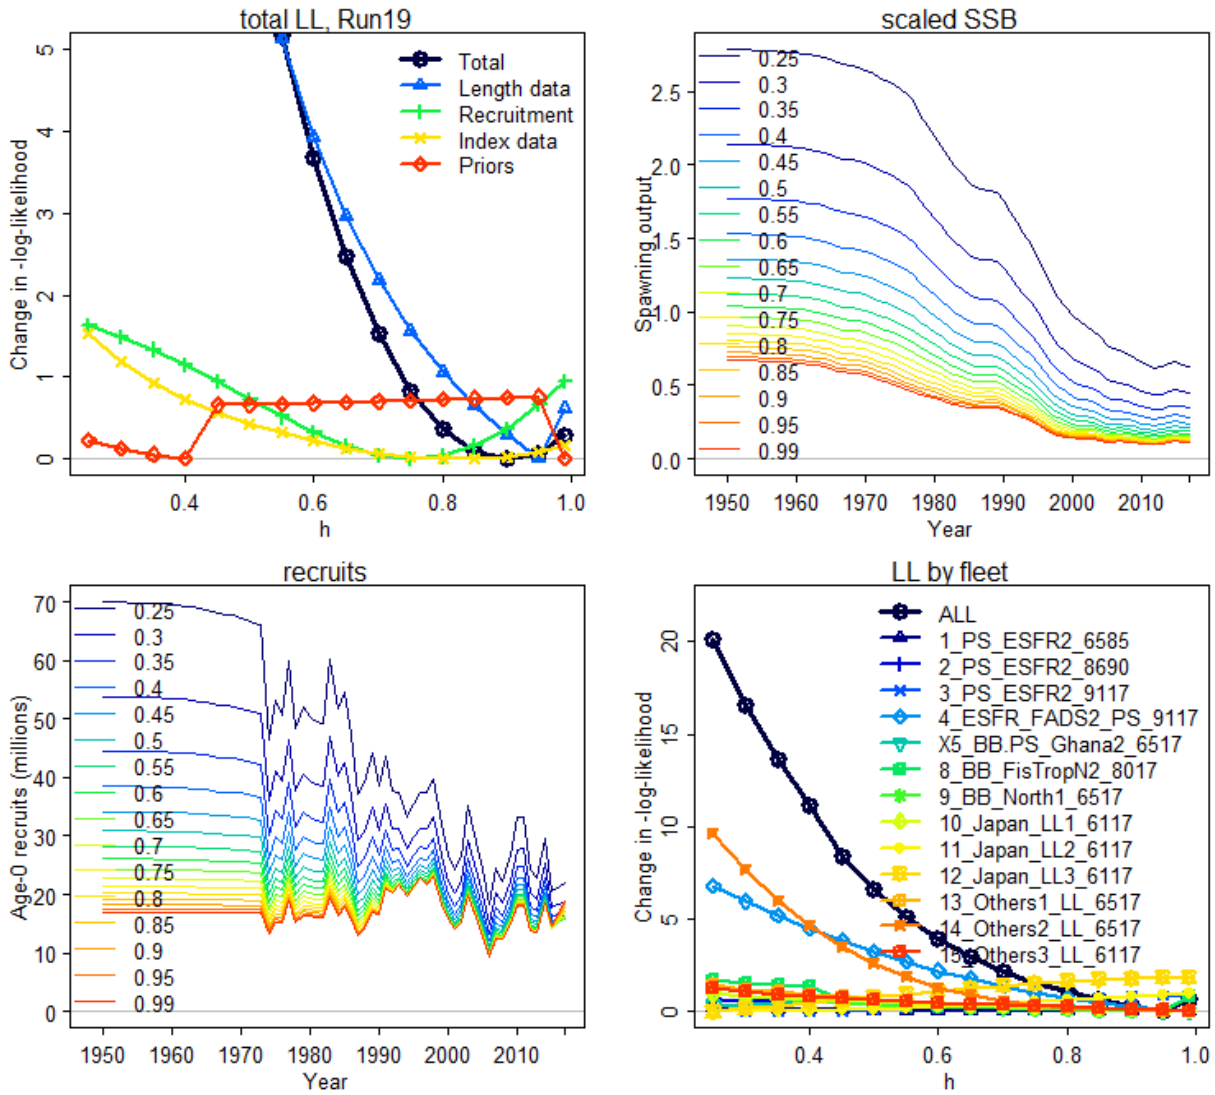 total LL, Run19
Change in -log-likelihood
5
4
3
2
1
0
Total
Length data
Recruitment
Index data
Priors
0.4
0.6
0.8
1.0
h
scaled SSB
Spawning output
2.5
2.0
1.5
1.0
0.5
0.0
0.25
0.3
0.35
0.4
0.45
0.5
0.55
0.6
0.65
0.7
0.75
0.8
0.85
0.9
0.95
0.99
1950 1960 1970 1980 1990 2000 2010
Year
recruits
Age-0 recruits (millions)
70
60
50
40
30
20
10
0
0.25
0.3
0.35
0.4
0.45
0.5
0.55
0.6
0.65
0.7
0.75
0.8
0.85
0.9
0.95
0.99
1950 1960 1970 1980 1990 2000 2010
Year
LL by fleet
Change in -log-likelihood
20
15
10
5
0
ALL
1_PS_ESFR2_6585
2_PS_ESFR2_8690
3_PS_ESFR2_9117
4_ESFR_FADS2_PS_9117
X5_BB.PS_Ghana2_6517
8_BB_FisTropN2_8017
9_BB_North1_6517
10_Japan_LL1_6117
11_Japan_LL2_6117
12_Japan_LL3_6117
13_Others1_LL_6517
14_Others2_LL_6517
15_Others3_LL_6117
0.4
0.6
0.8
1.0
h